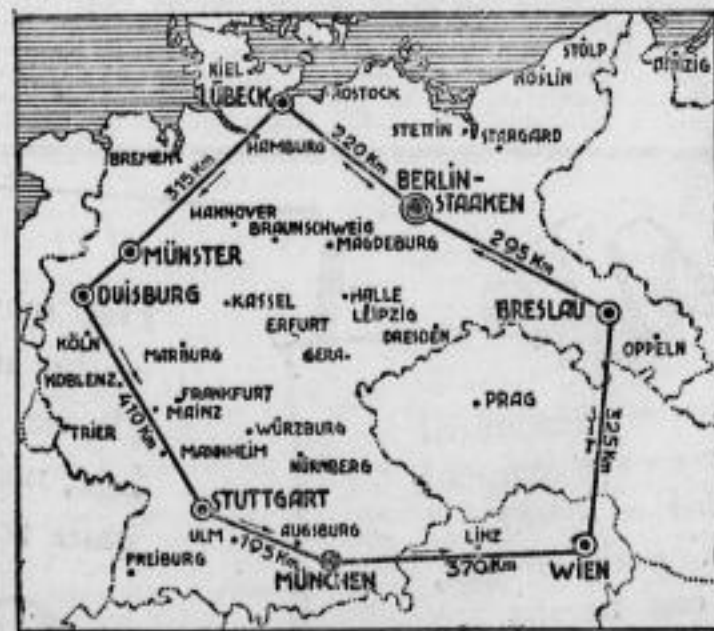 STOLP
DANZIG
KIEL
KÖSLIN
LÜBECK
ROSTOCK
STETTIN
STARGARD
HAMBURG
BREMEN
220 Km
315 Km
BERLIN-
STAAKEN
HANNOVER
BRAUNSCHWEIG
MAGDEBURG
295 Km
MÜNSTER
DUISBURG
KASSEL
HALLE
LEIPZIG
BRESLAU
ERFURT
DRESDEN
OPPELN
KÖLN
MARBURG
GERA
KOBLENZ
FRANKFURT
PRAG
MAINZ
410 Km
325 Km
TRIER
WÜRZBURG
MANNHEIM
NÜRNBERG
STUTTGART
ULM
195 Km
AUGSBURG
LINZ
FREIBURG
MÜNCHEN
370 Km
WIEN